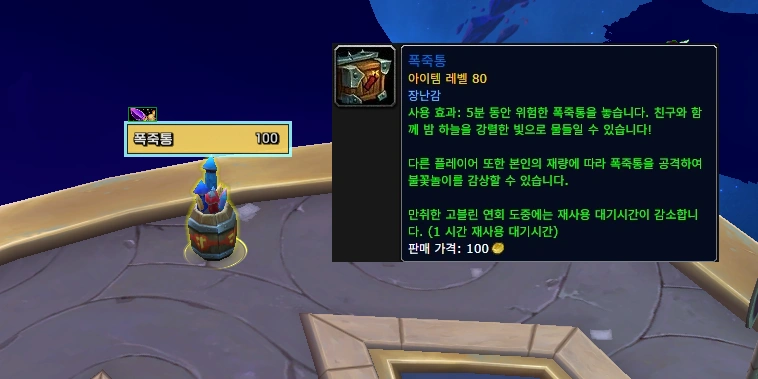 폭죽통
아이템 레벨 80
장난감
사용 효과: 5분 동안 위험한 폭죽통을 놓습니다. 친구와 함
께 밤 하늘을 강렬한 빛으로 물들일 수 있습니다!
폭죽통 100
다른 플레이어 또한 본인의 재량에 따라 폭죽통을 공격하여
불꽃놀이를 감상할 수 있습니다.
만취한 고블린 연회 도중에는 재사용 대기시간이 감소합니
다. (1 시간 재사용 대기시간)
판매 가격: 100